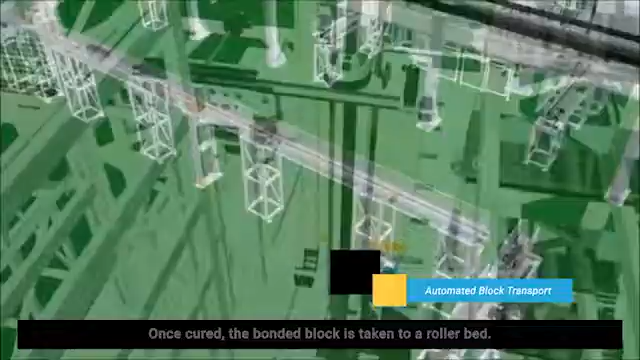 Automated Block Transport
Once cured, the bonded block is taken to a roller bed.